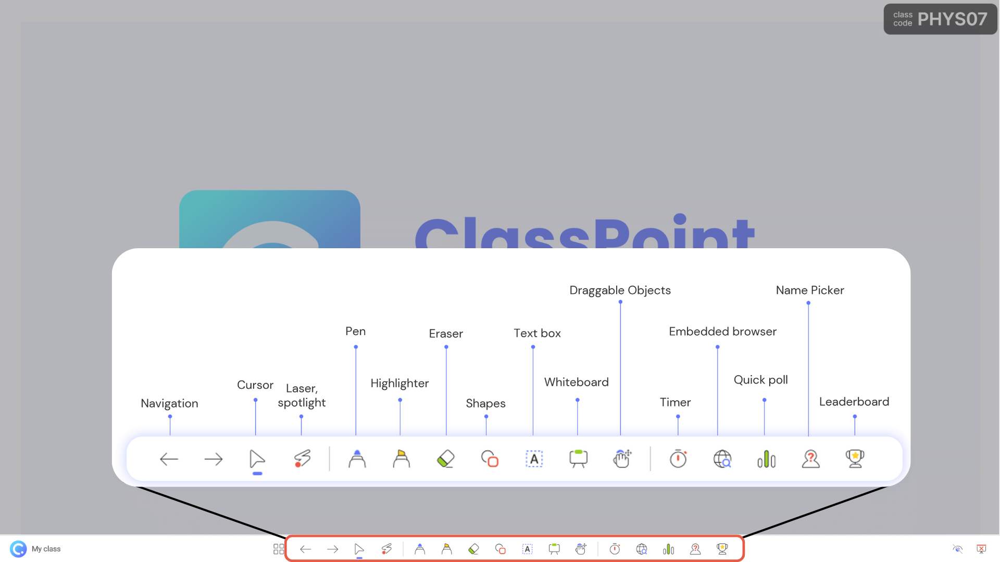 class
code PHYS07
ClassPoint
Draggable Objects
Name Picker
Pen
Eraser
Text box
Embedded browser
Cursor
Laser,
spotlight
Highlighter
Whiteboard
Quick poll
Navigation
Shapes
Timer
Leaderboard
A
?
My class
A
?